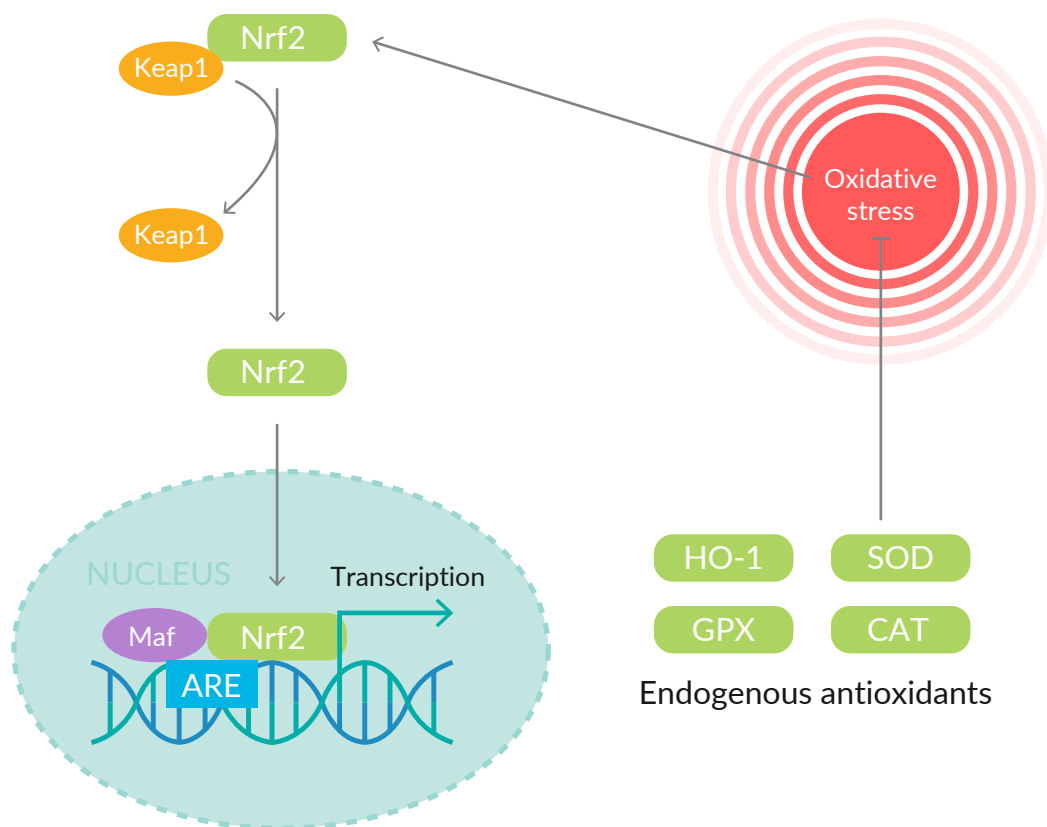 Nrf2
Keap1
Oxidative
stress
Keap1
Nrf2
NUCLEUS
Transcription
Maf
Nrf2
ARE
HO-1
SOD
GPX
CAT
Endogenous antioxidants